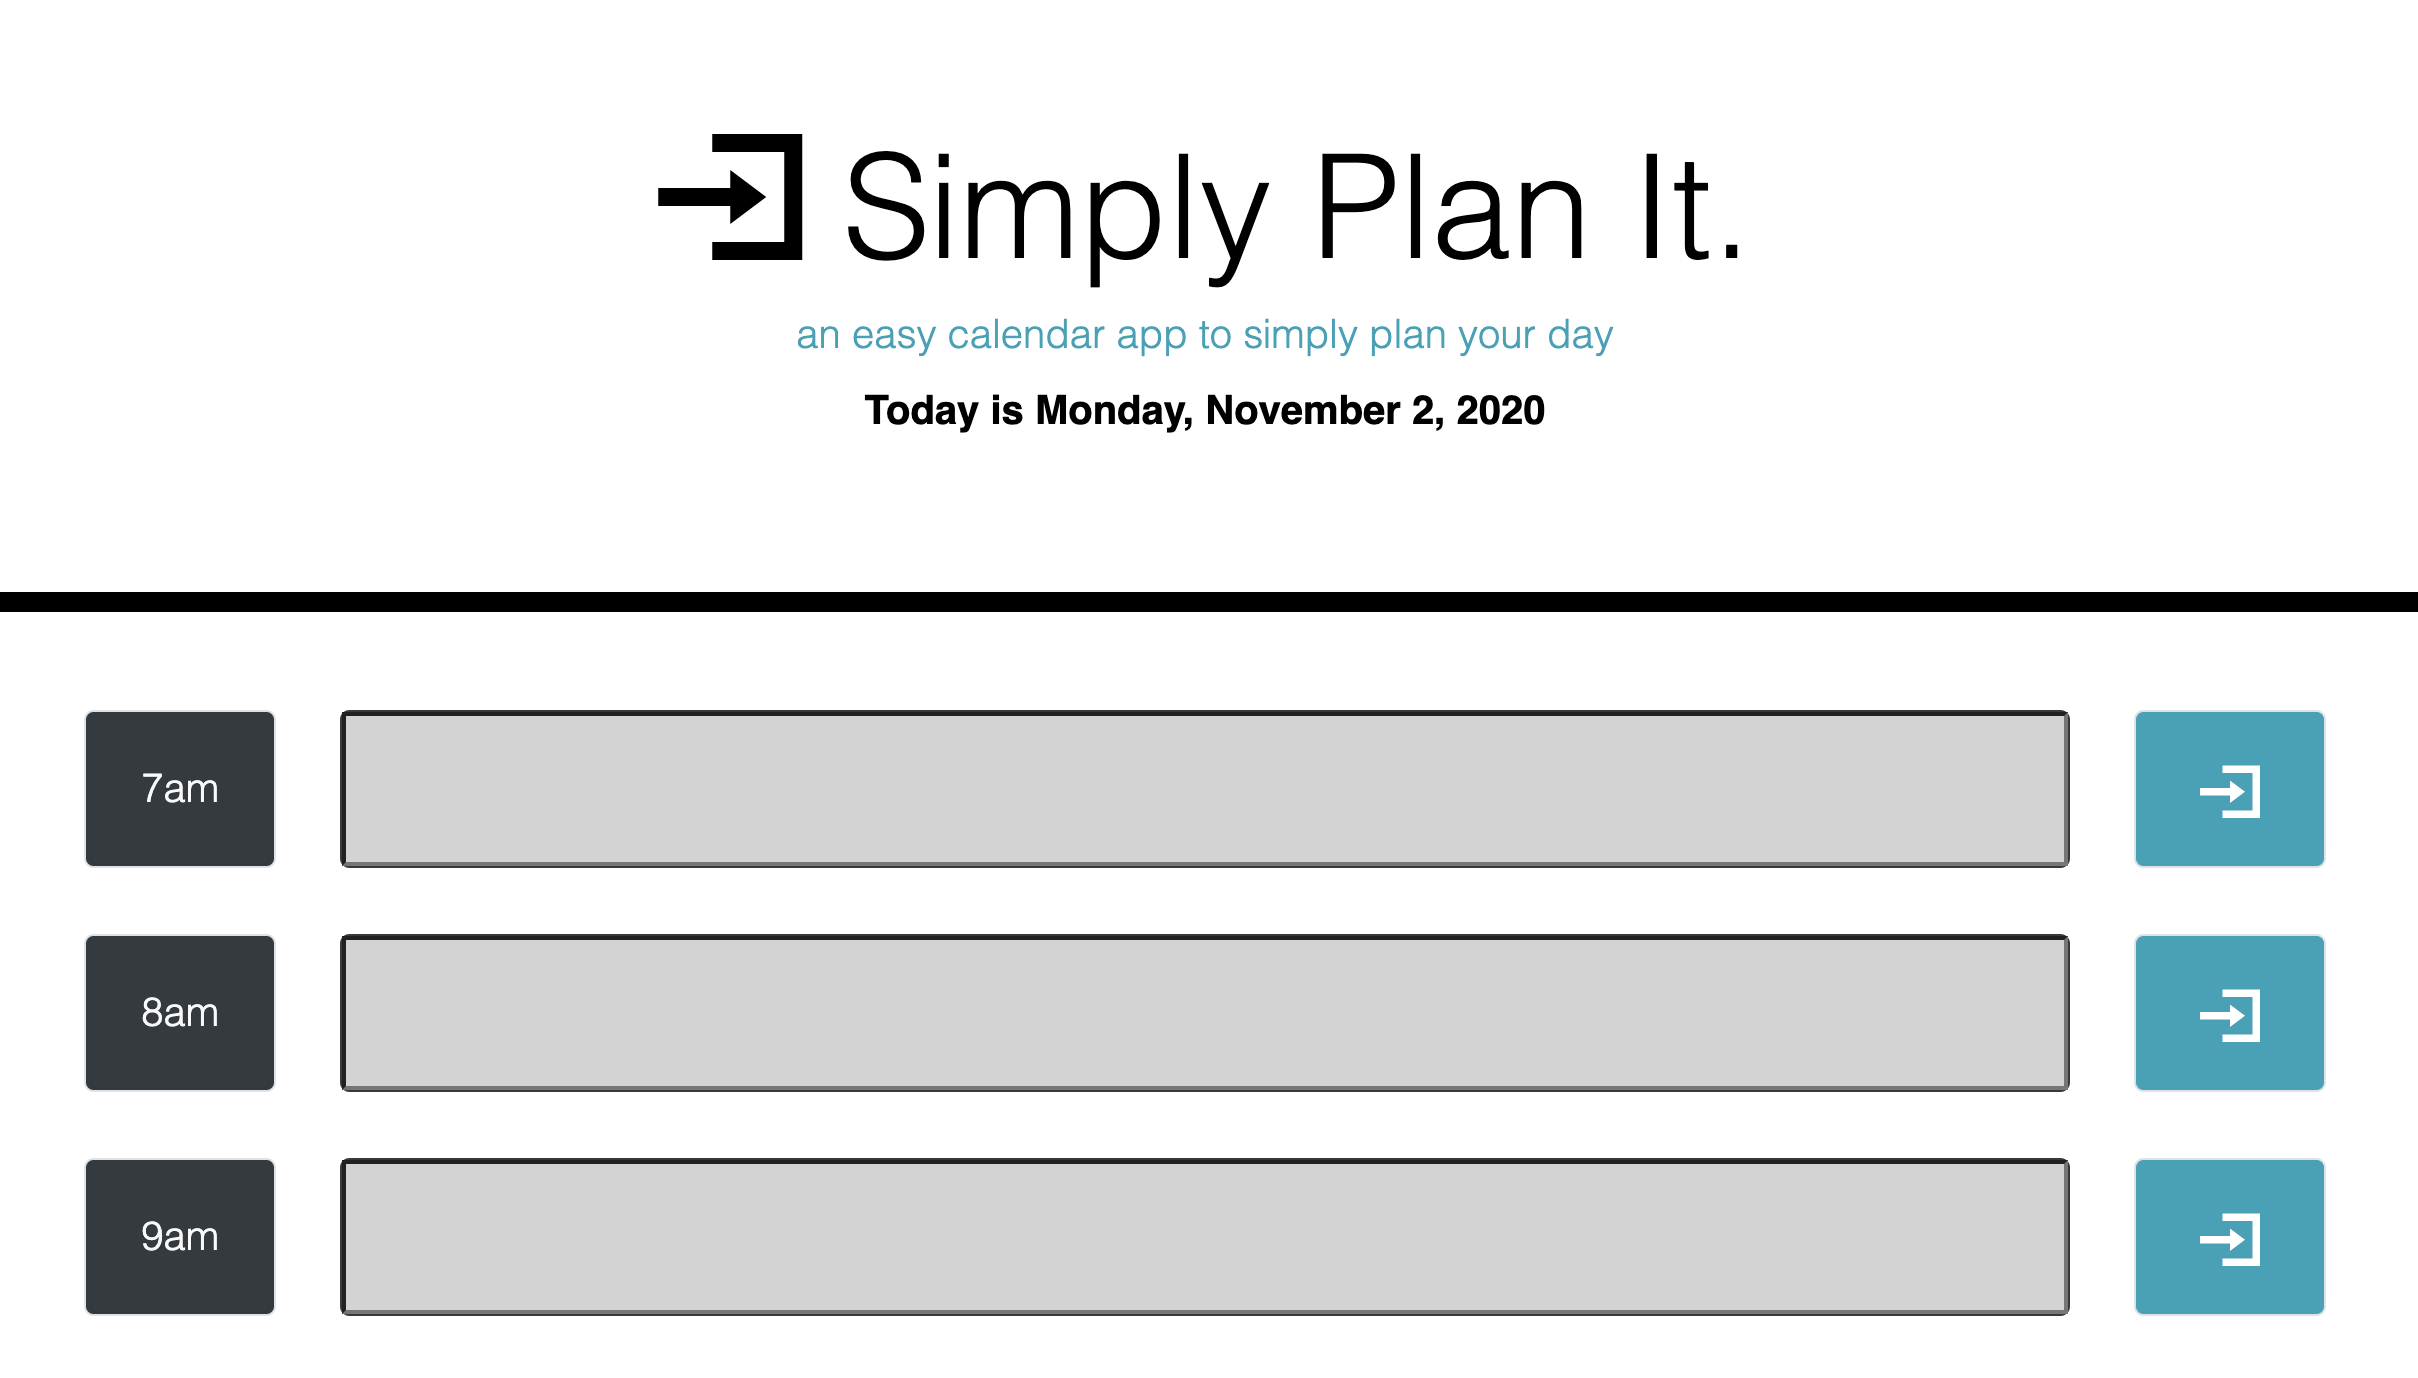 Simply Plan It.
an easy calendar app to simply plan your day
Today is Monday, November 2, 2020
7am
8am
9am